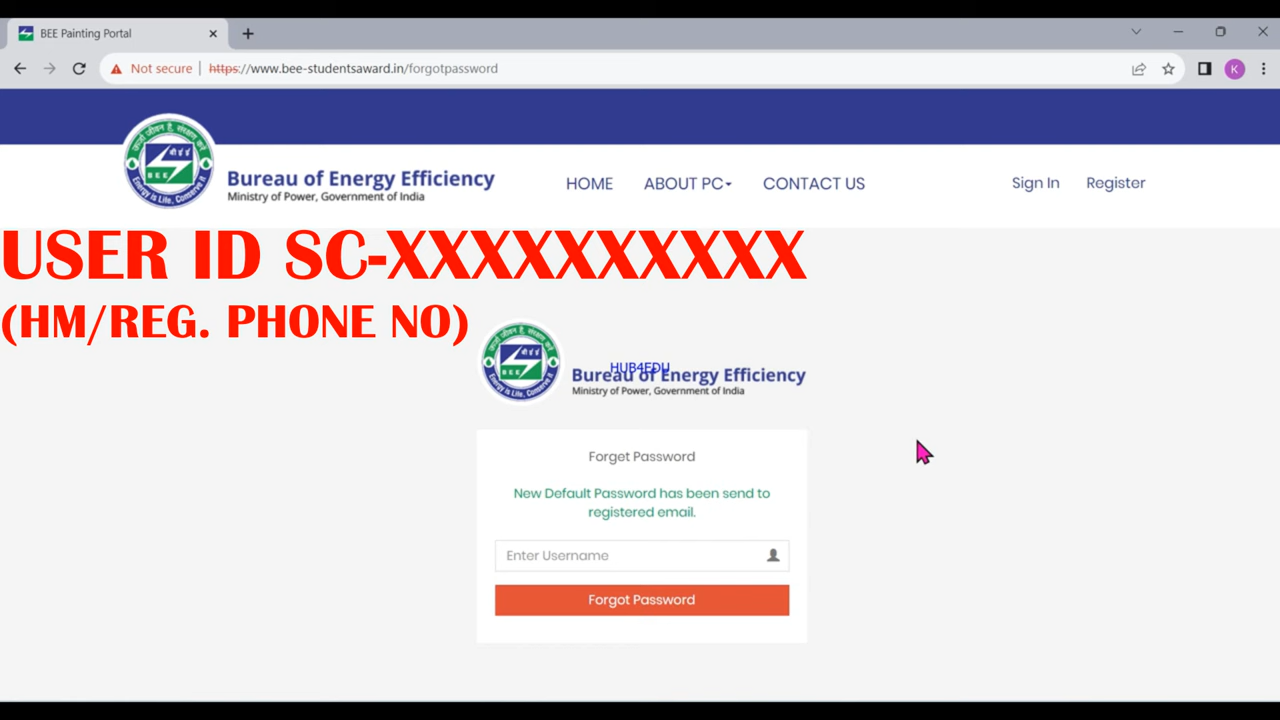 BEE Painting Portal
Not secure | https://www.bee-studentsaward.in/forgotpassword
K
Bureau of Energy Efficiency
Ministry of Power, Government of India
HOME
ABOUT PC
CONTACT US
Sign In
Register
USER ID SC-XXXXXXXXXX
(HM/REG. PHONE NO)
HUB4EDU
BEE
Bureau of Energy Efficiency
Ministry of Power, Government of India
Forget Password
New Default Password has been send to
registered email.
Enter Username
Forgot Password